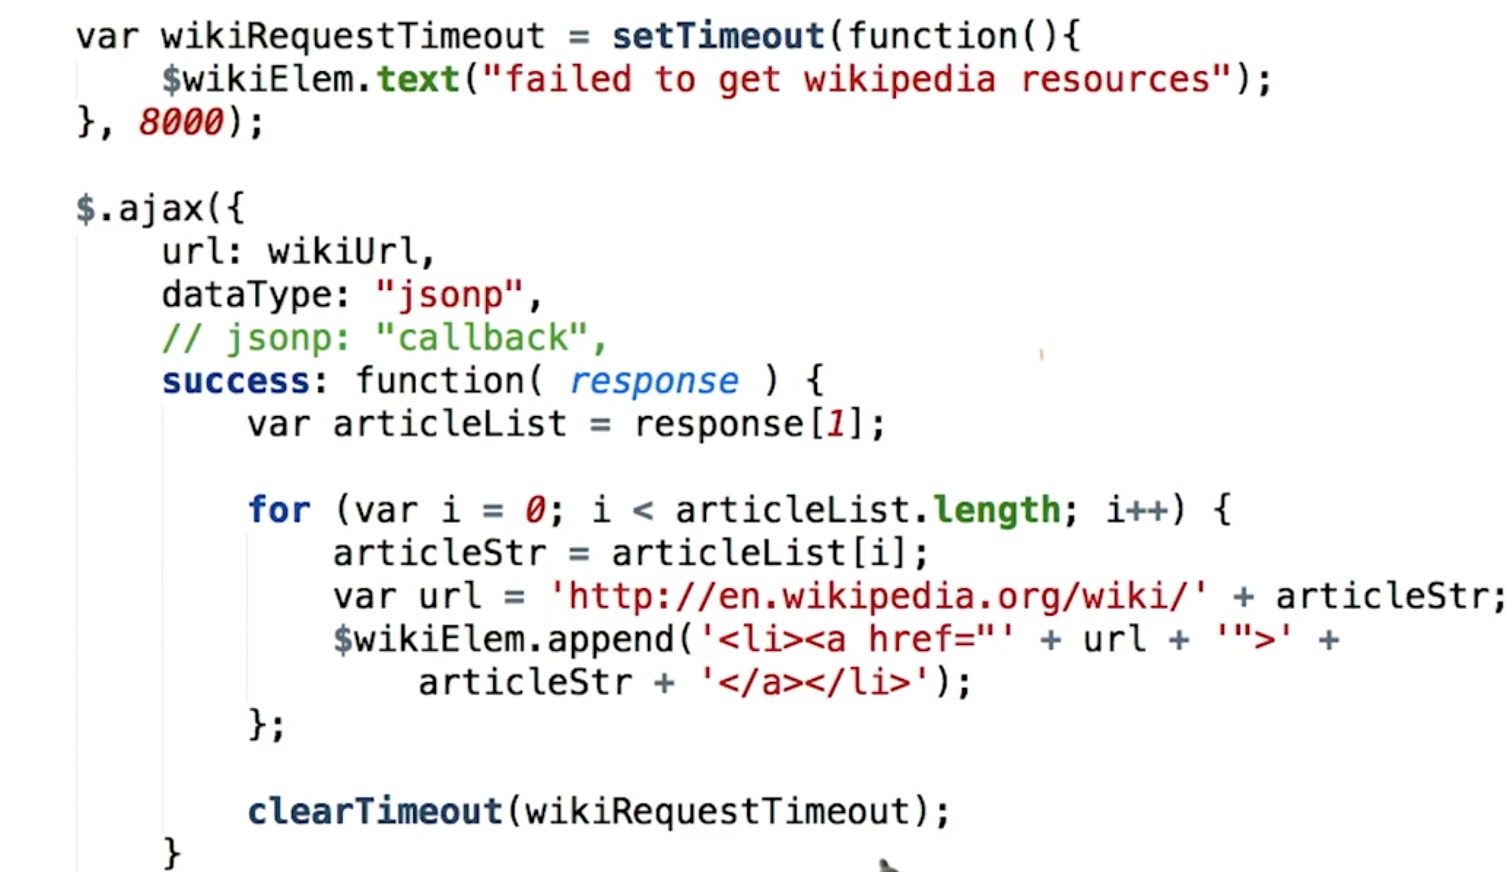 var wikiRequestTimeout = setTimeout(function(){
    $wikiElem.text("failed to get wikipedia resources");
}, 8000);

$.ajax({
    url: wikiUrl,
    dataType: "jsonp",
    // jsonp: "callback",
    success: function( response ) {
        var articleList = response[1];

        for (var i = 0; i < articleList.length; i++) {
            articleStr = articleList[i];
            var url = 'http://en.wikipedia.org/wiki/' + articleStr;
            $wikiElem.append('<li><a href="' + url + '">' +
                articleStr + '</a></li>');
        };

        clearTimeout(wikiRequestTimeout);
    }